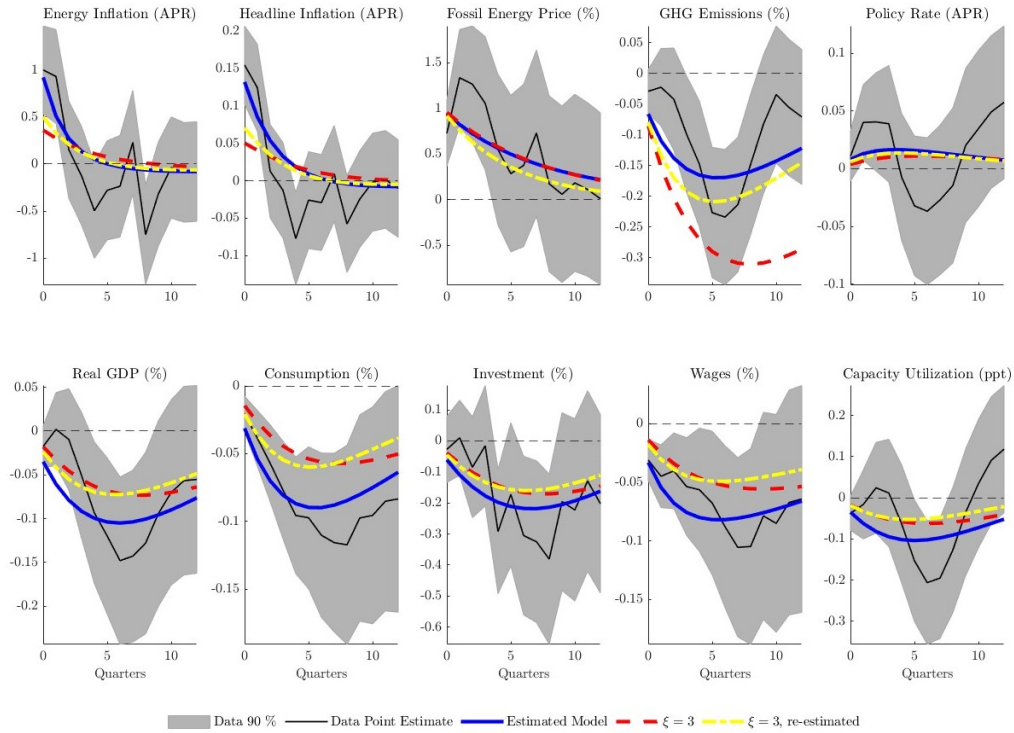 Energy Inflation (APR)
1
0.5
0
-0.5
-1
0 5 10
Headline Inflation (APR)
0.2
0.15
0.1
0.05
0
-0.05
-0.1
0 5 10
Fossil Energy Price (%)
1.5
1
0.5
0
-0.5
0 5 10
GHG Emissions (%)
0.05
0
-0.05
-0.1
-0.15
-0.2
-0.25
-0.3
0 5 10
Policy Rate (APR)
0.1
0.05
0
-0.05
-0.1
0 5 10
Real GDP (%)
0.05
0
-0.05
-0.1
-0.15
-0.2
0 5 10
Quarters
Consumption (%)
0
-0.05
-0.1
-0.15
0 5 10
Quarters
Investment (%)
0.1
0
-0.1
-0.2
-0.3
-0.4
-0.5
-0.6
0 5 10
Quarters
Wages (%)
0
-0.05
-0.1
-0.15
0 5 10
Quarters
Capacity Utilization (ppt)
0.2
0.1
0
-0.1
-0.2
-0.3
0 5 10
Quarters
Data 90 % Data Point Estimate Estimated Model ξ = 3 ξ = 3, re-estimated